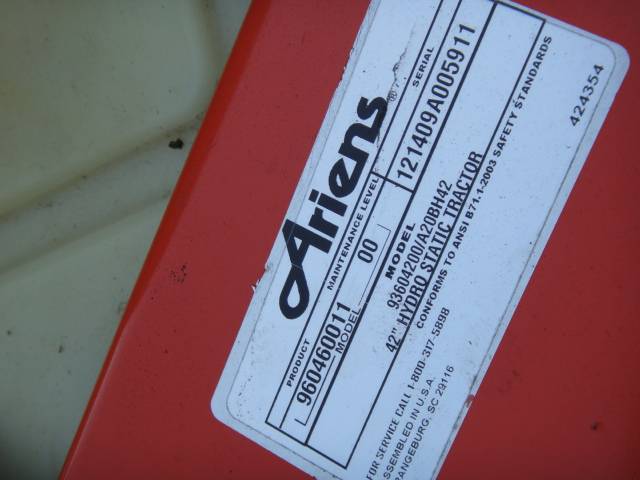 Ariens®
PRODUCT MAINTENANCE LEVEL SERIAL
960460011 00 121409A005911
MODEL MODEL
93604200/A20BH42
42" HYDRO STATIC TRACTOR
CONFORMS TO ANSI B71.1-2003 SAFETY STANDARDS
FOR SERVICE CALL 1-800-317-5898
ASSEMBLED IN U.S.A.
ORANGEBURG, SC 29116
424354